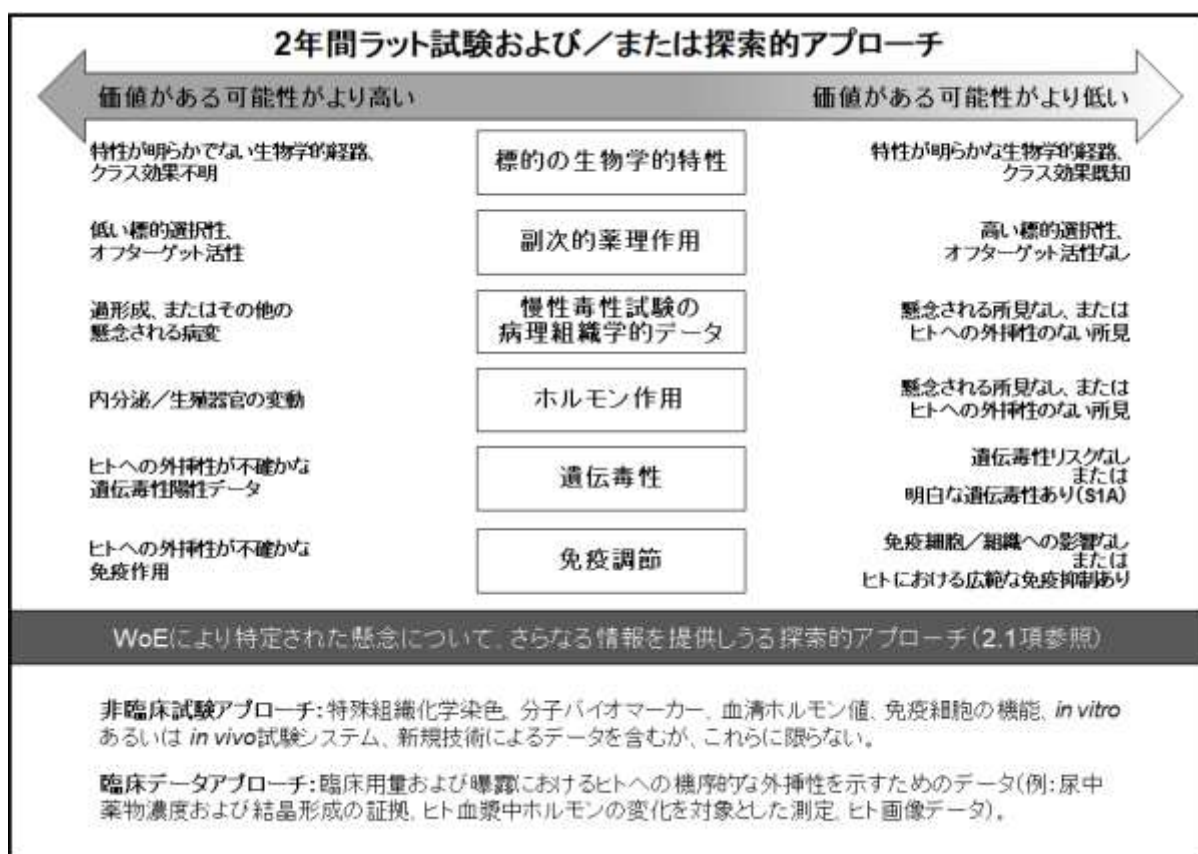 2年間ラット試験および／または探索的アプローチ
価値がある可能性がより高い
価値がある可能性がより低い
特性が明らかでない生物学的経路、
クラス効果不明
標的の生物学的特性
特性が明らかな生物学的経路、
クラス効果既知
低い標的選択性、
オフターゲット活性
副次的薬理作用
高い標的選択性、
オフターゲット活性なし
過形成、またはその他の
懸念される病変
慢性毒性試験の
病理組織学的データ
懸念される所見なし、または
ヒトへの外挿性のない所見
内分泌／生殖器官の変動
ホルモン作用
懸念される所見なし、または
ヒトへの外挿性のない所見
ヒトへの外挿性が不確かな
遺伝毒性陽性データ
遺伝毒性
遺伝毒性リスクなし
または
明白な遺伝毒性あり(S1A)
ヒトへの外挿性が不確かな
免疫作用
免疫調節
免疫細胞／組織への影響なし
または
ヒトにおける広範な免疫抑制あり
WoEにより特定された懸念について、さらなる情報を提供しうる探索的アプローチ(2.1項参照)
非臨床試験アプローチ:特殊組織化学染色、分子バイオマーカー、血清ホルモン値、免疫細胞の機能、in vitro
あるいは in vivo試験システム、新規技術によるデータを含むが、これらに限らない。
臨床データアプローチ:臨床用量および曝露におけるヒトへの機序的な外挿性を示すためのデータ(例:尿中
薬物濃度および結晶形成の証拠、ヒト血漿中ホルモンの変化を対象とした測定、ヒト画像データ)。